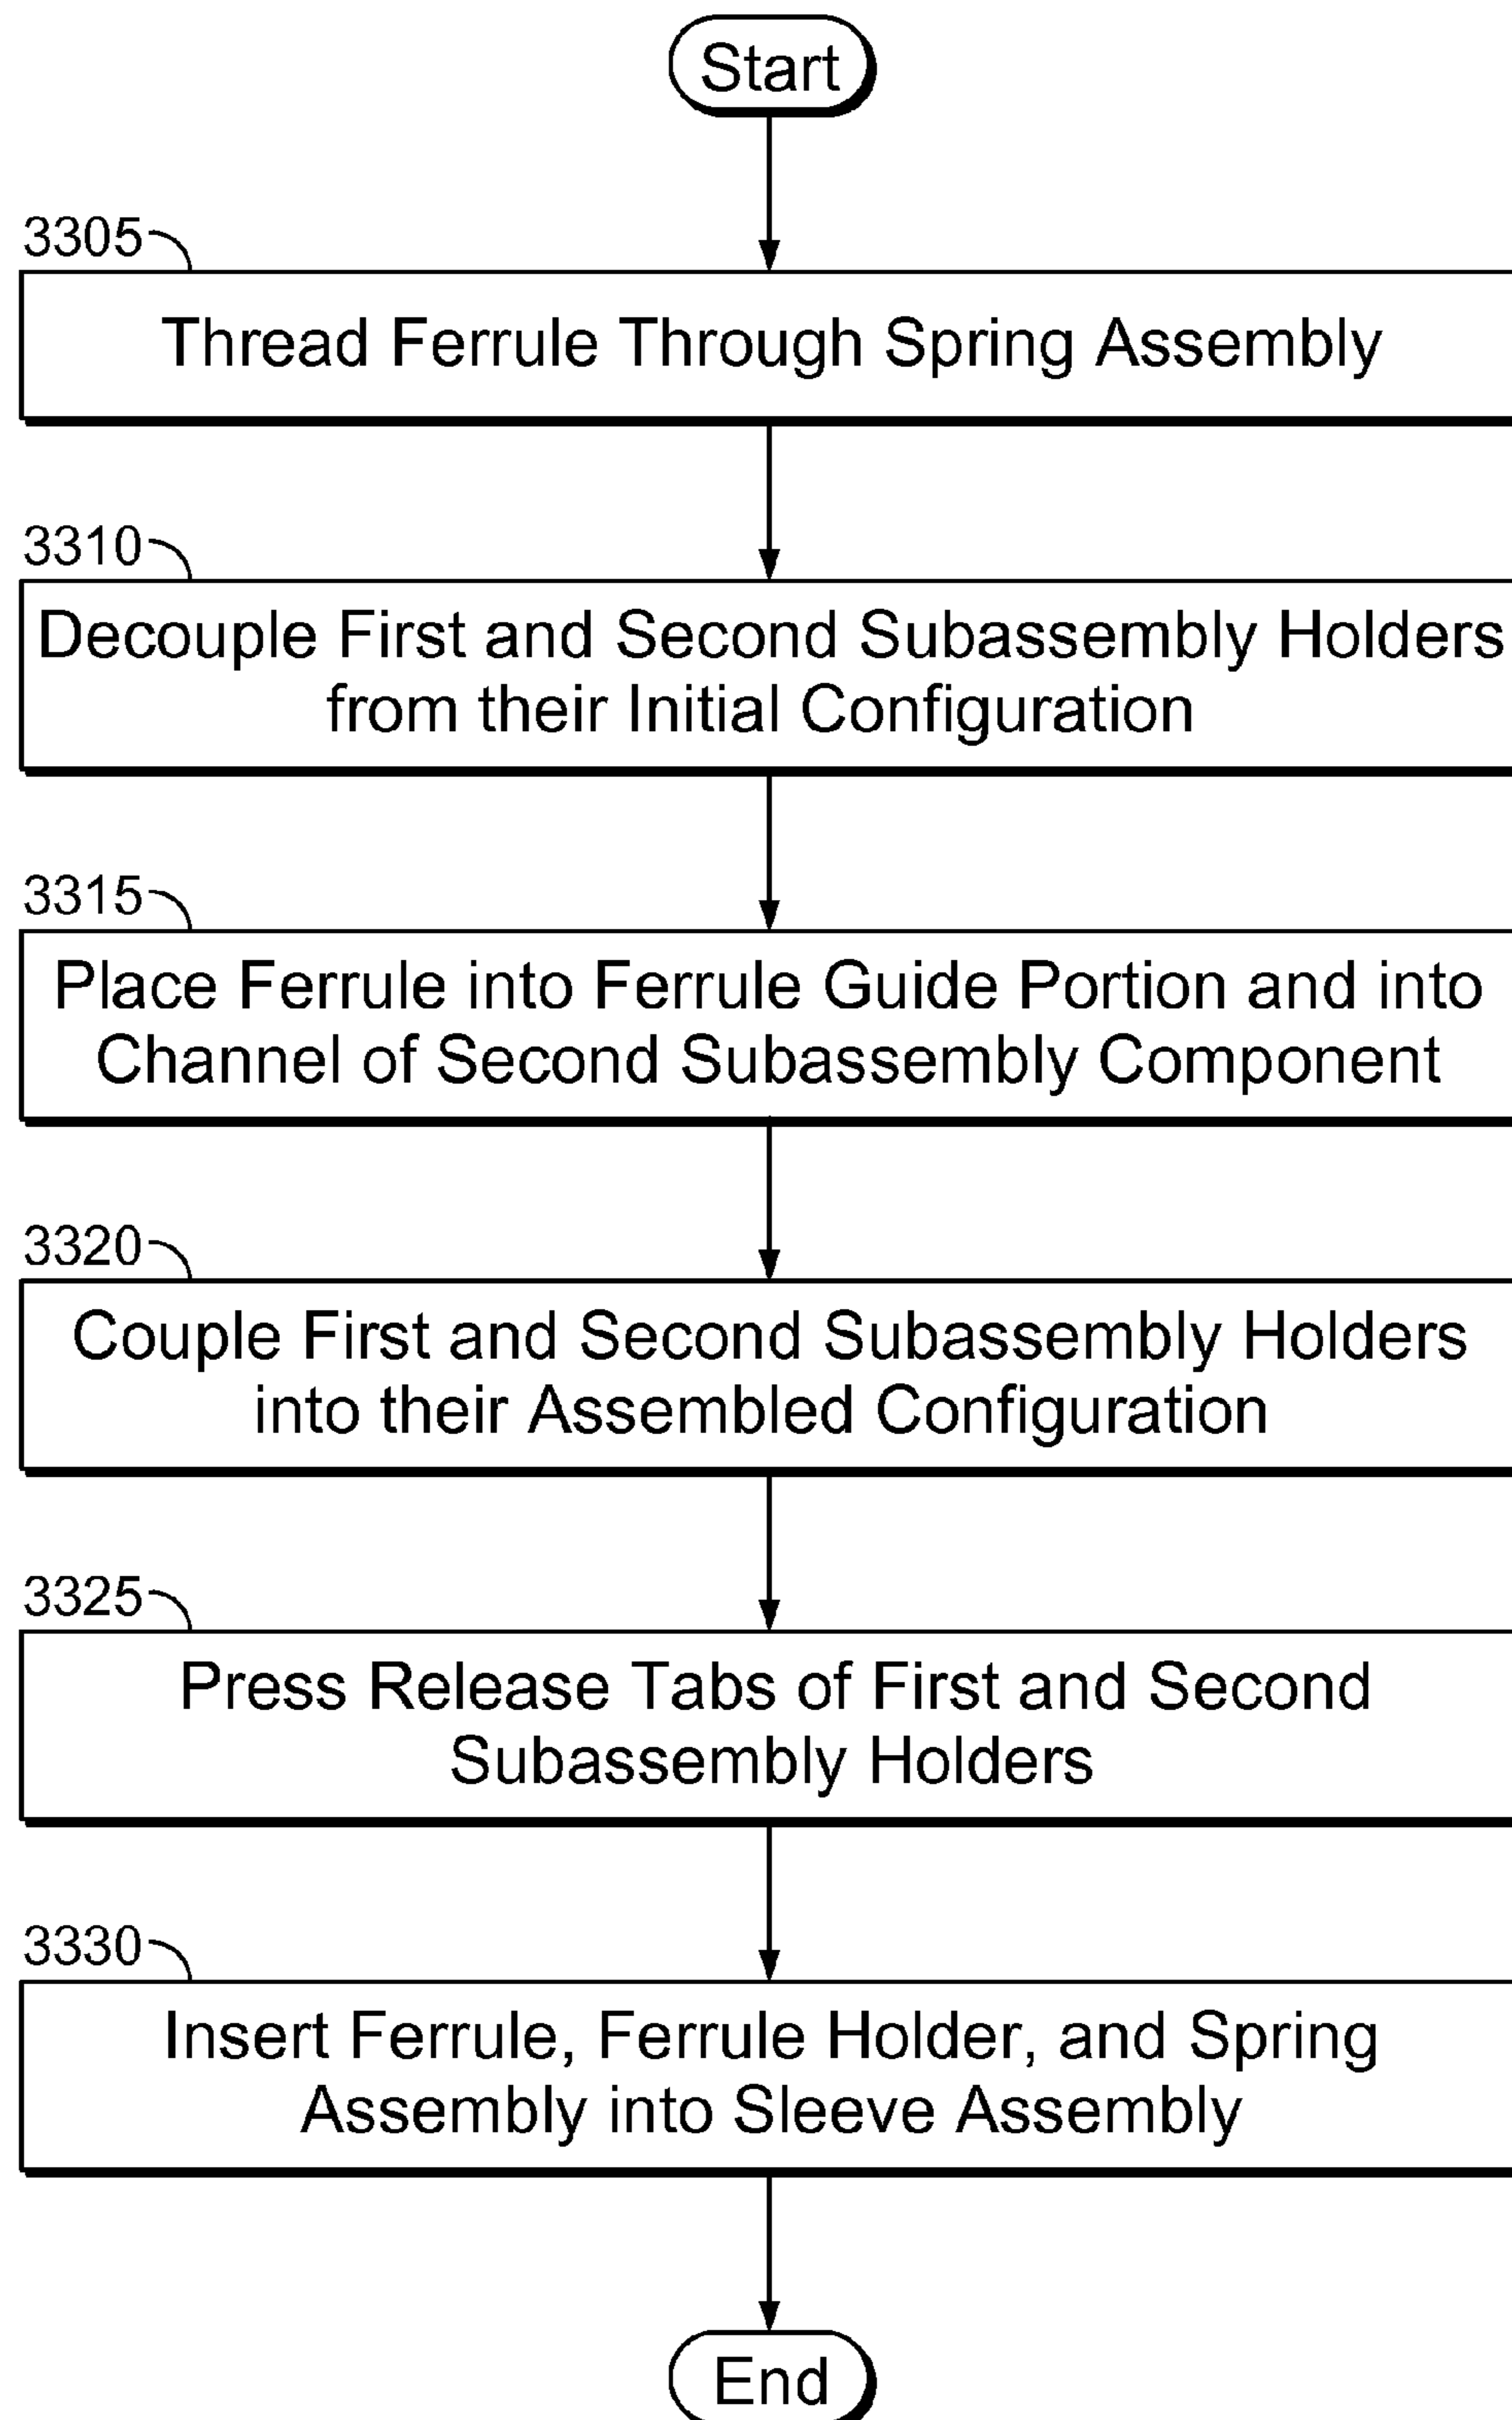 Start
3305
Thread Ferrule Through Spring Assembly
3310
Decouple First and Second Subassembly Holders
from their Initial Configuration
3315
Place Ferrule into Ferrule Guide Portion and into
Channel of Second Subassembly Component
3320
Couple First and Second Subassembly Holders
into their Assembled Configuration
3325
Press Release Tabs of First and Second
Subassembly Holders
3330
Insert Ferrule, Ferrule Holder, and Spring
Assembly into Sleeve Assembly
End